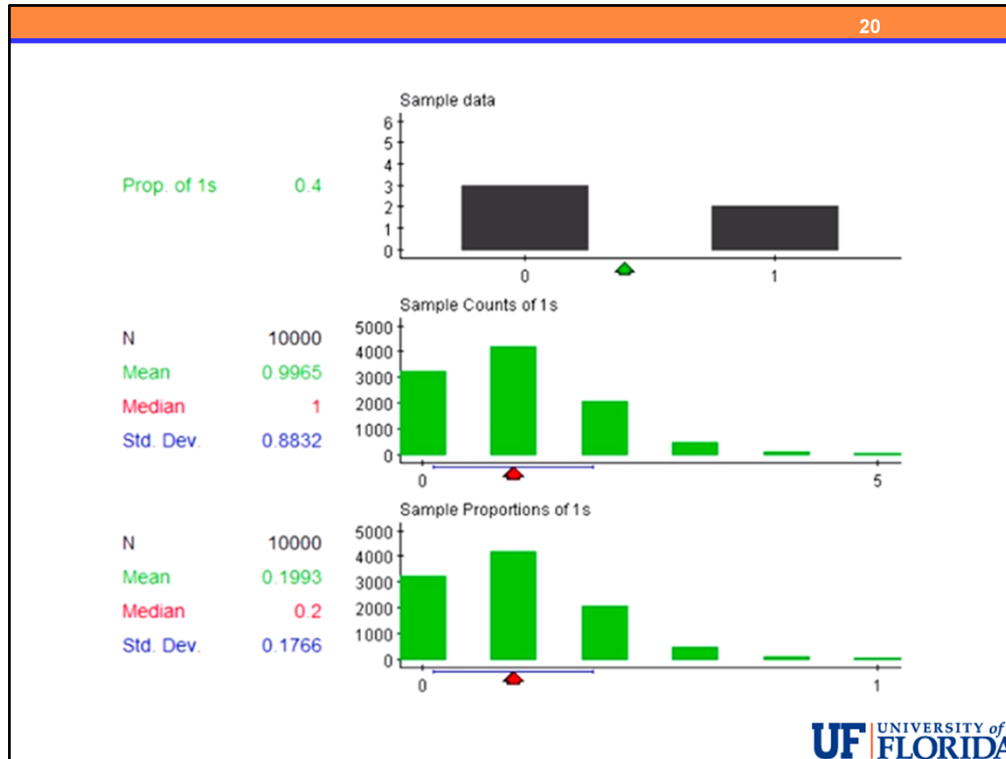 20
Sample data
6
5
4
3
2
1
0
Prop. of 1s 0.4
0 1
Sample Counts of 1s
5000
4000
3000
2000
1000
0
N 10000
Mean 0.9965
Median 1
Std. Dev. 0.8832
0 5
Sample Proportions of 1s
5000
4000
3000
2000
1000
0
N 10000
Mean 0.1993
Median 0.2
Std. Dev. 0.1766
0 1
UF UNIVERSITY of
FLORIDA